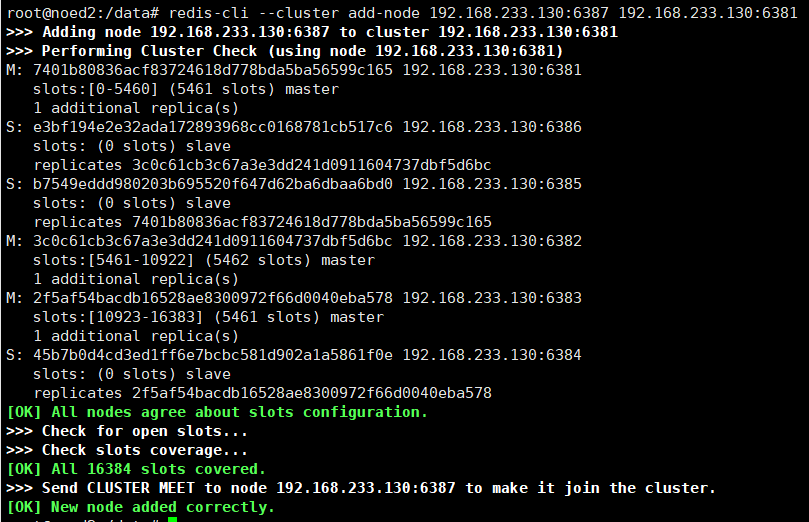 root@noed2:/data# redis-cli --cluster add-node 192.168.233.130:6387 192.168.233.130:6381
>>> Adding node 192.168.233.130:6387 to cluster 192.168.233.130:6381
>>> Performing Cluster Check (using node 192.168.233.130:6381)
M: 7401b80836acf83724618d778bda5ba56599c165 192.168.233.130:6381
   slots:[0-5460] (5461 slots) master
   1 additional replica(s)
S: e3bf194e2e32ada172893968cc0168781cb517c6 192.168.233.130:6386
   slots: (0 slots) slave
   replicates 3c0c61cb3c67a3e3dd241d0911604737dbf5d6bc
S: b7549eddd980203b695520f647d62ba6dbaa6bd0 192.168.233.130:6385
   slots: (0 slots) slave
   replicates 7401b80836acf83724618d778bda5ba56599c165
M: 3c0c61cb3c67a3e3dd241d0911604737dbf5d6bc 192.168.233.130:6382
   slots:[5461-10922] (5462 slots) master
   1 additional replica(s)
M: 2f5af54bacdb16528ae8300972f66d0040eba578 192.168.233.130:6383
   slots:[10923-16383] (5461 slots) master
   1 additional replica(s)
S: 45b7b0d4cd3ed1ff6e7bcbc581d902a1a5861f0e 192.168.233.130:6384
   slots: (0 slots) slave
   replicates 2f5af54bacdb16528ae8300972f66d0040eba578
[OK] All nodes agree about slots configuration.
>>> Check for open slots...
>>> Check slots coverage...
[OK] All 16384 slots covered.
>>> Send CLUSTER MEET to node 192.168.233.130:6387 to make it join the cluster.
[OK] New node added correctly.